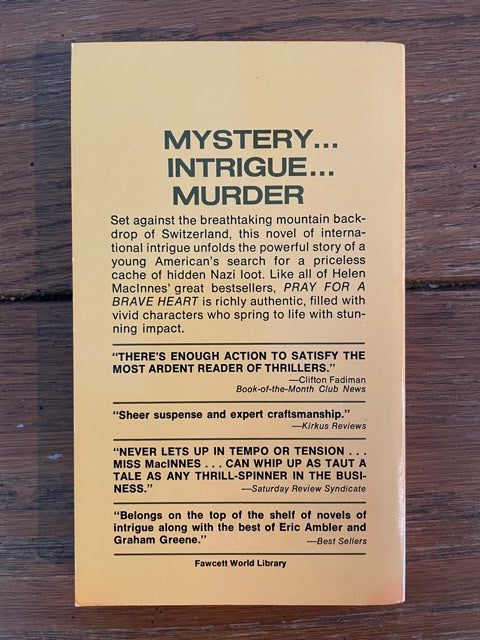 MYSTERY...
INTRIGUE...
MURDER
Set against the breathtaking mountain back-
drop of Switzerland, this novel of interna-
tional intrigue unfolds the powerful story of a
young American's search for a priceless
cache of hidden Nazi loot. Like all of Helen
MacInnes' great bestsellers, PRAY FOR A
BRAVE HEART is richly authentic, filled with
vivid characters who spring to life with stun-
ning impact.
"THERE'S ENOUGH ACTION TO SATISFY THE
MOST ARDENT READER OF THRILLERS."
—Clifton Fadiman
Book-of-the-Month Club News
"Sheer suspense and expert craftsmanship."
—Kirkus Reviews
"NEVER LETS UP IN TEMPO OR TENSION . . .
MISS MacINNES . . . CAN WHIP UP AS TAUT A
TALE AS ANY THRILL-SPINNER IN THE BUSI-
NESS." —Saturday Review Syndicate
"Belongs on the top of the shelf of novels of
intrigue along with the best of Eric Ambler and
Graham Greene." —Best Sellers
Fawcett World Library